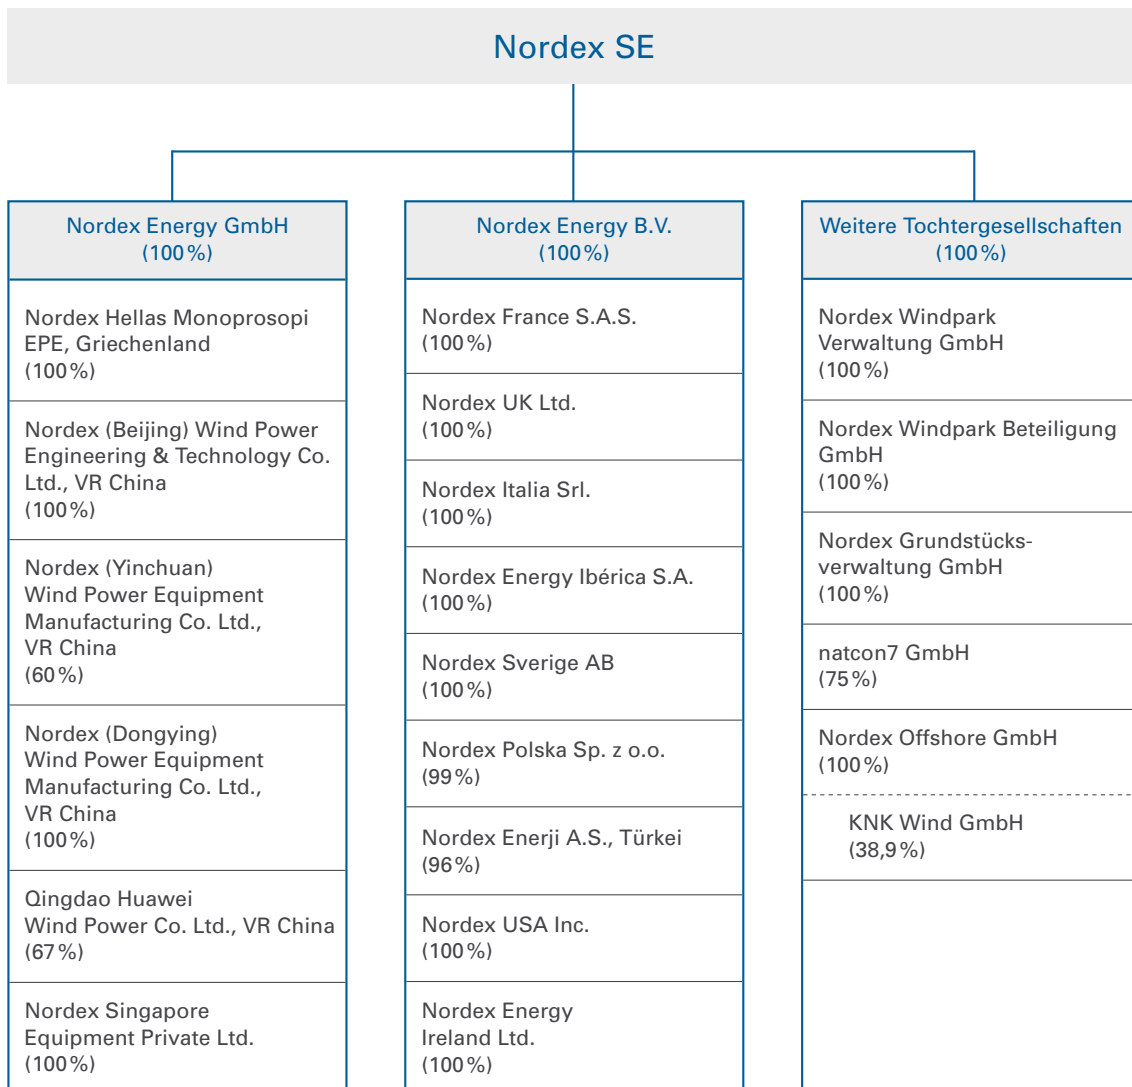 Nordex SE
Nordex Energy GmbH
(100 %)
Nordex Hellas Monoprosopi
EPE, Griechenland
(100 %)
Nordex (Beijing) Wind Power
Engineering & Technology Co.
Ltd., VR China
(100 %)
Nordex (Yinchuan)
Wind Power Equipment
Manufacturing Co. Ltd.,
VR China
(60 %)
Nordex (Dongying)
Wind Power Equipment
Manufacturing Co. Ltd.,
VR China
(100 %)
Qingdao Huawei
Wind Power Co. Ltd., VR China
(67 %)
Nordex Singapore
Equipment Private Ltd.
(100 %)
Nordex Energy B.V.
(100 %)
Nordex France S.A.S.
(100 %)
Nordex UK Ltd.
(100 %)
Nordex Italia Srl.
(100 %)
Nordex Energy Ibérica S.A.
(100 %)
Nordex Sverige AB
(100 %)
Nordex Polska Sp. z o.o.
(99 %)
Nordex Enerji A.S., Türkei
(96 %)
Nordex USA Inc.
(100 %)
Nordex Energy
Ireland Ltd.
(100 %)
Weitere Tochtergesellschaften
(100 %)
Nordex Windpark
Verwaltung GmbH
(100 %)
Nordex Windpark Beteiligung
GmbH
(100 %)
Nordex Grundstücks-
verwaltung GmbH
(100 %)
natcon7 GmbH
(75 %)
Nordex Offshore GmbH
(100 %)
KNK Wind GmbH
(38,9 %)